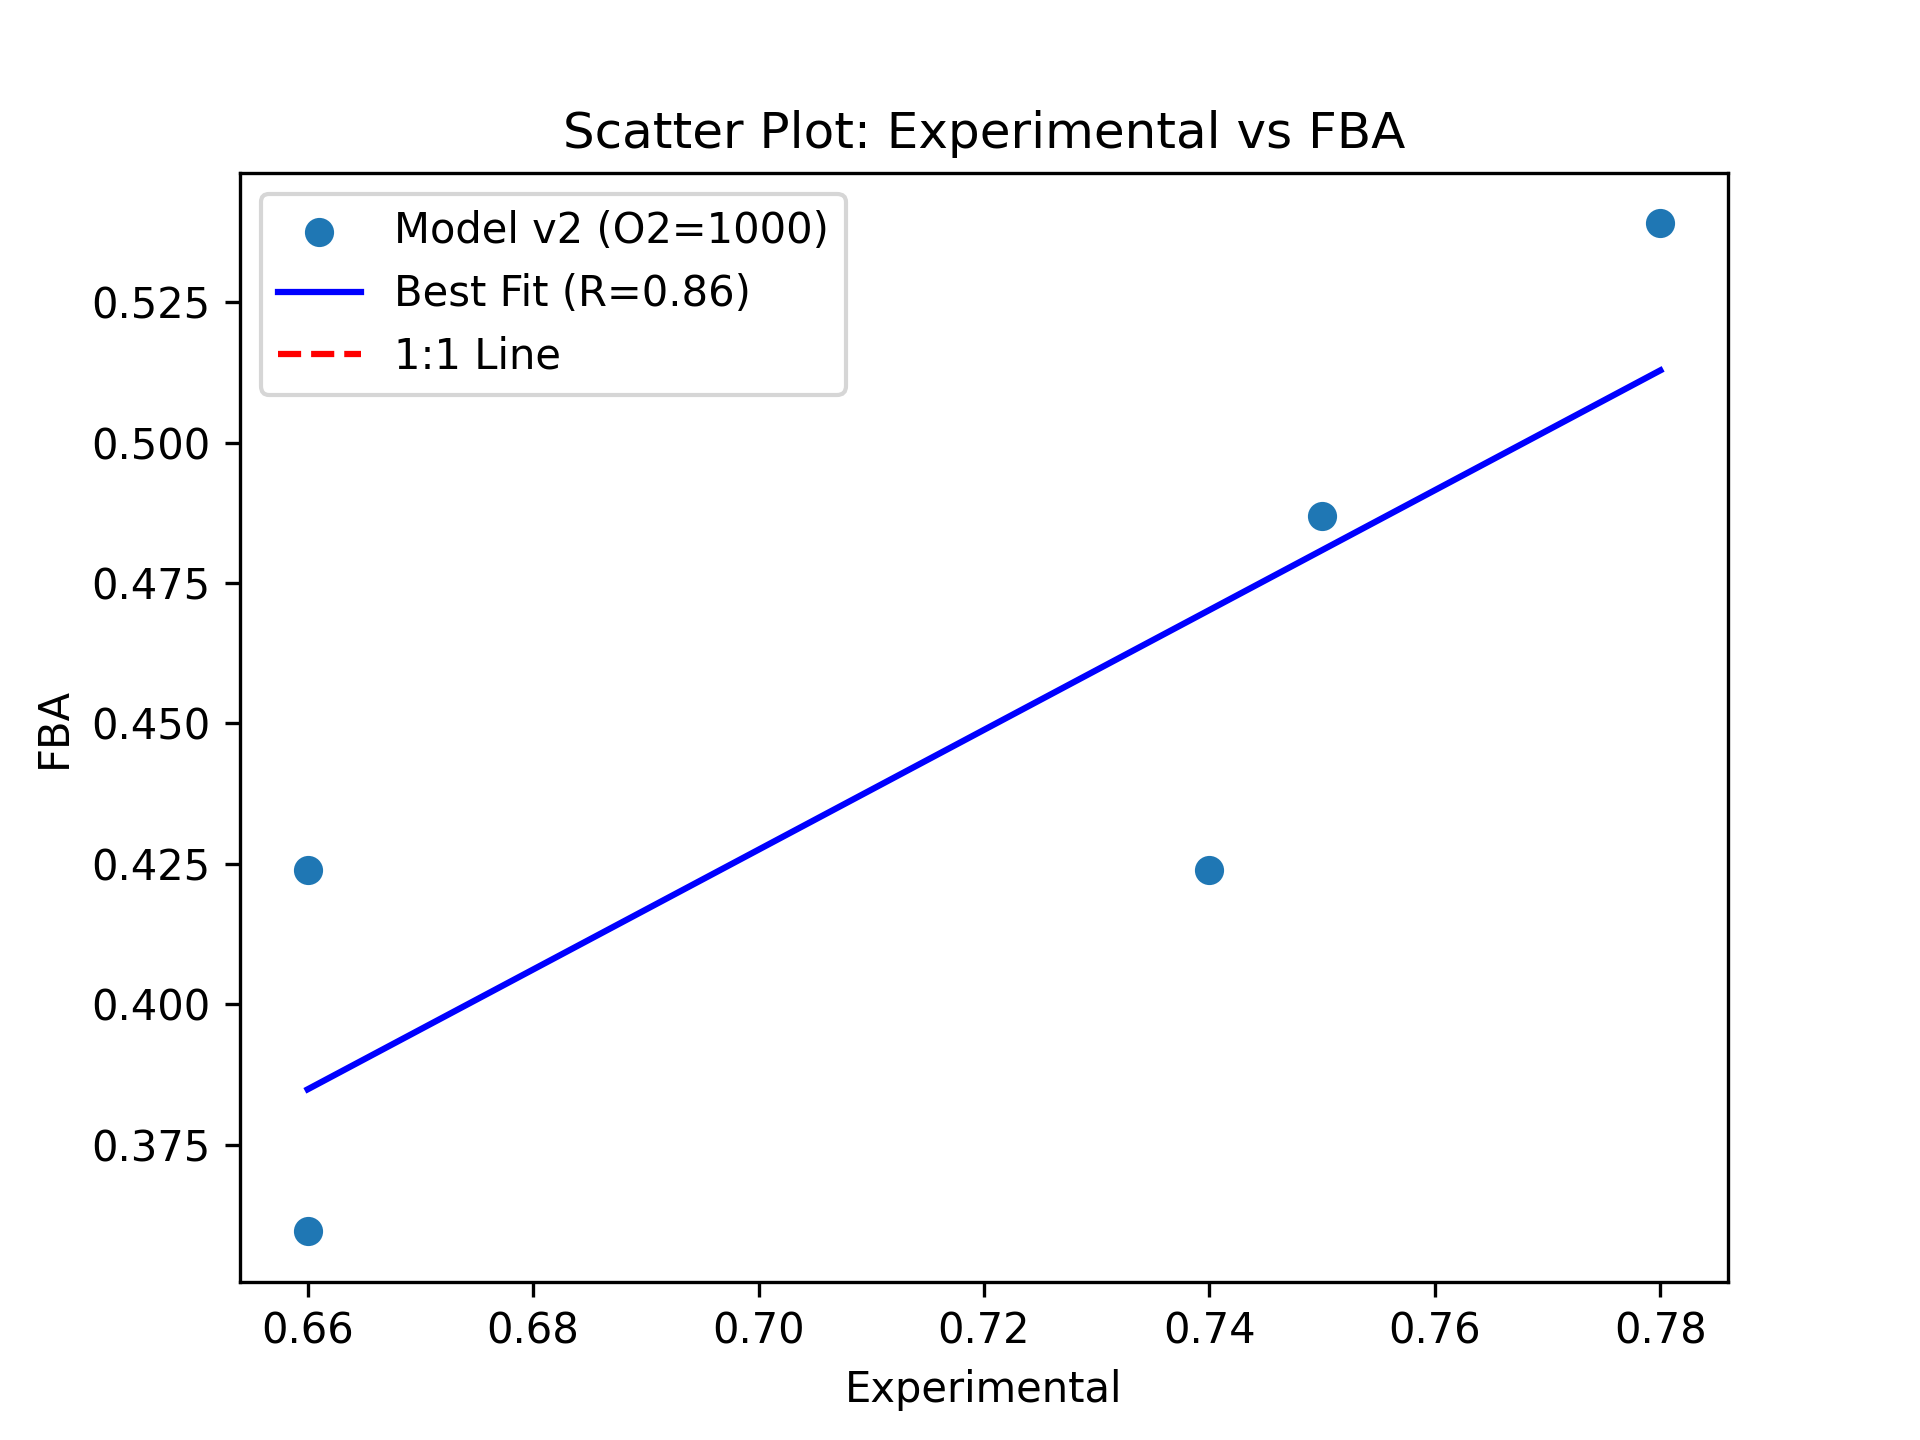 Scatter Plot: Experimental vs FBA
Model v2 (O2=1000)
Best Fit (R=0.86)
1:1 Line
0.525
0.500
0.475
0.450
0.425
0.400
0.375
FBA
0.66 0.68 0.70 0.72 0.74 0.76 0.78
Experimental